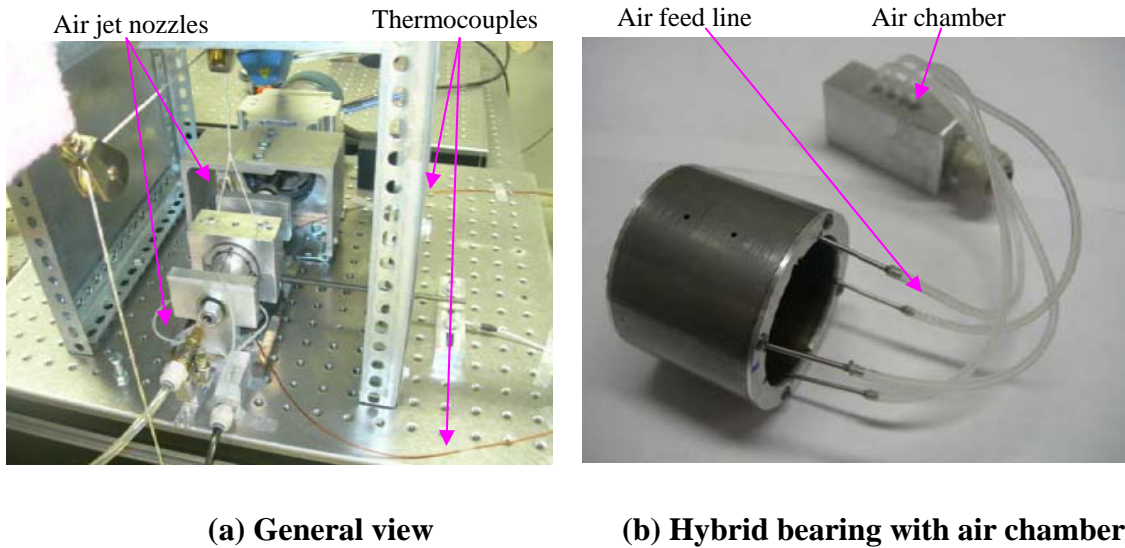 Air jet nozzles
Thermocouples
Air feed line
Air chamber
(a) General view
(b) Hybrid bearing with air chamber